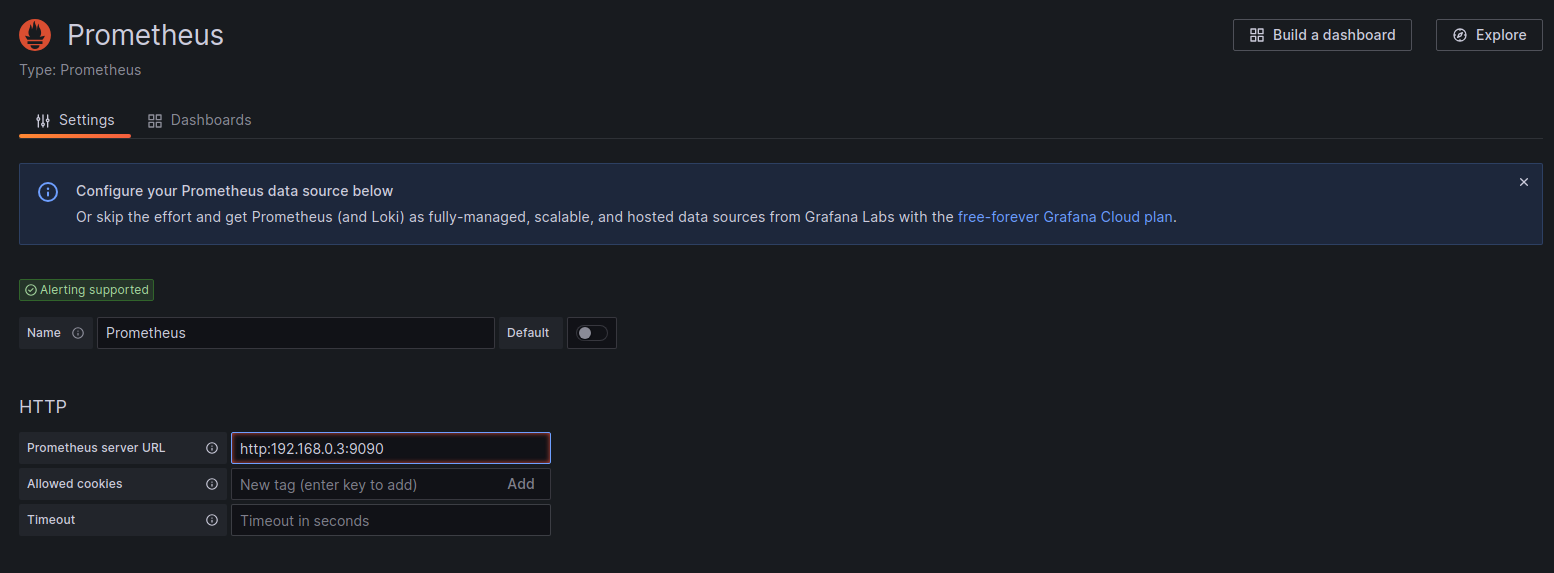 Prometheus
Build a dashboard
Explore
Type: Prometheus
Settings
Dashboards
Configure your Prometheus data source below
Or skip the effort and get Prometheus (and Loki) as fully-managed, scalable, and hosted data sources from Grafana Labs with the free-forever Grafana Cloud plan.
Alerting supported
Name
Prometheus
Default
HTTP
Prometheus server URL
http:192.168.0.3:9090
Allowed cookies
New tag (enter key to add)
Add
Timeout
Timeout in seconds